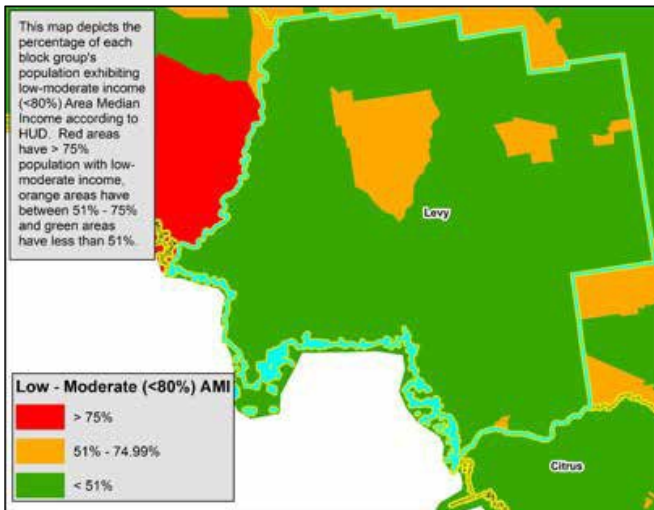 This map depicts the
percentage of each
block group's
population exhibiting
low-moderate income
(<80%) Area Median
Income according to
HUD. Red areas
have > 75%
population with low-
moderate income,
orange areas have
between 51% - 75%
and green areas
have less than 51%.
Levy
Low - Moderate (<80%) AMI
> 75%
51% - 74.99%
< 51%
Citrus